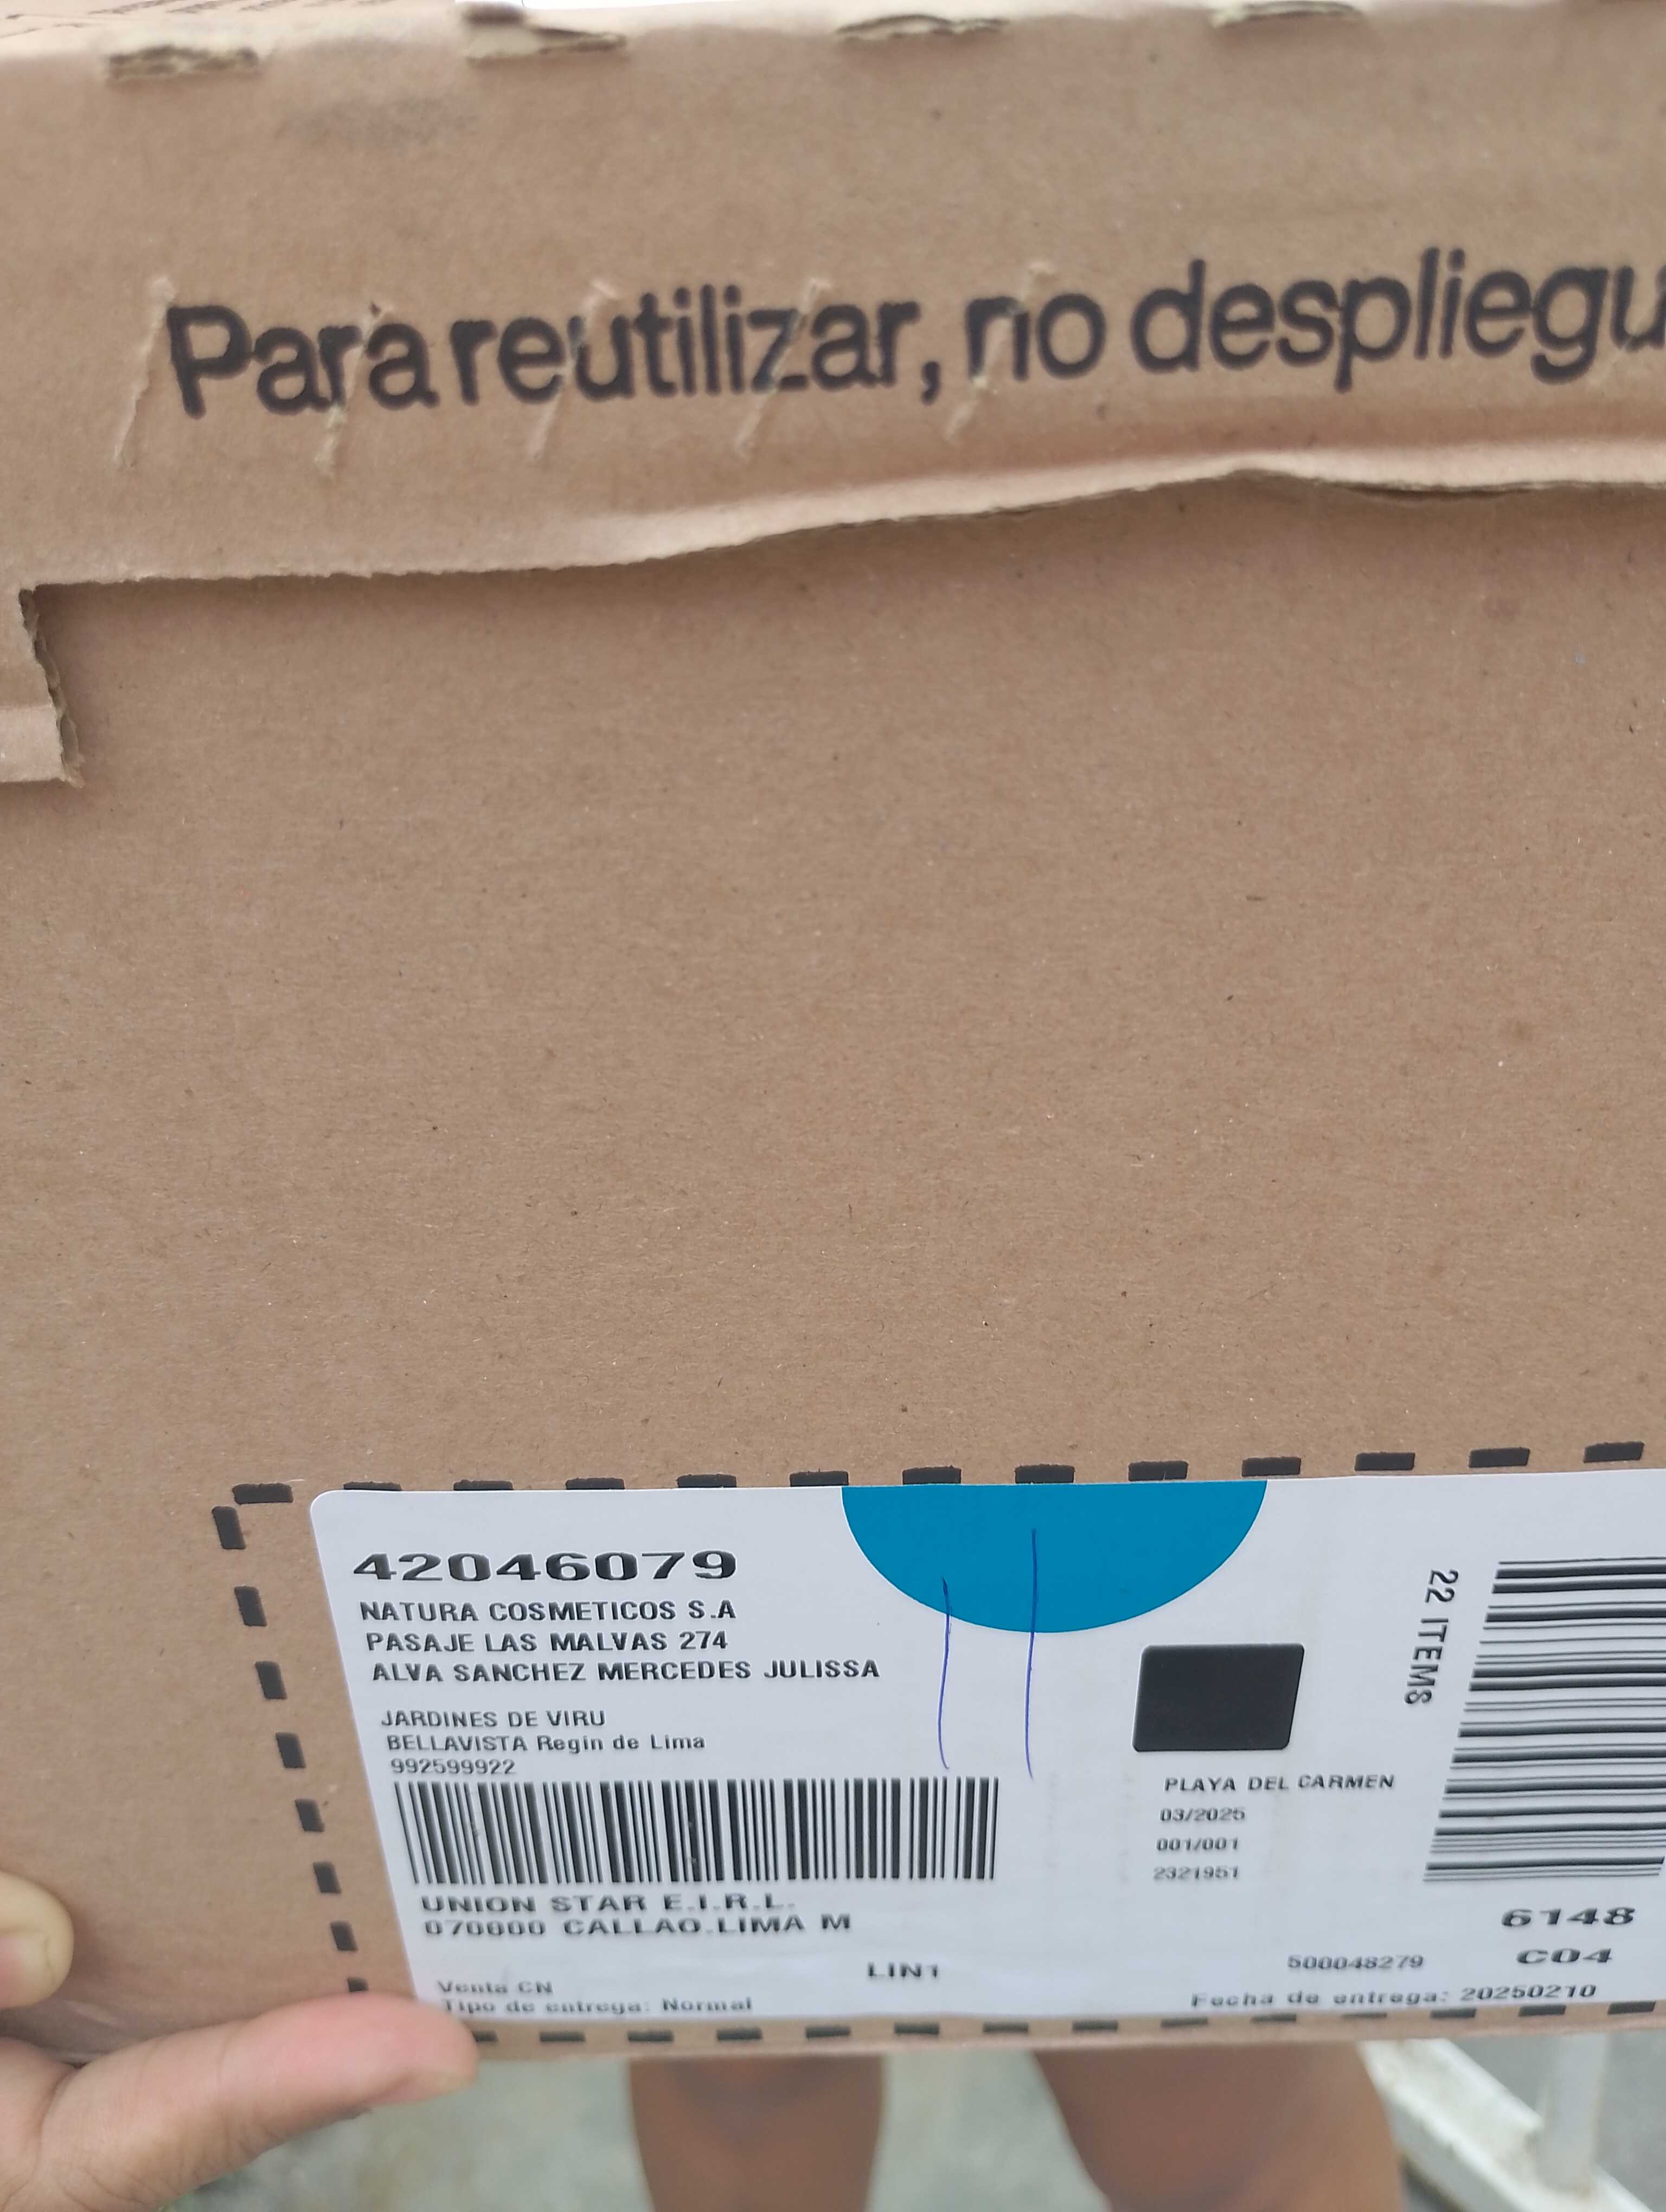 Para reutilizar, no despliegu
42046079
NATURA COSMETICOS S.A
PASAJE LAS MALVAS 274
ALVA SANCHEZ MERCEDES JULISSA
JARDINES DE VIRU
BELLAVISTA Regin de Lima
992599922
UNION STAR E.I.R.L.
070000 CALLAO.LIMA M
LIN1
Venta CN
Tipo de entrega: Normal
22 ITEMS
PLAYA DEL CARMEN
03/2025
001/001
2321951
6148
C04
500048279
Fecha de entrega: 20250210